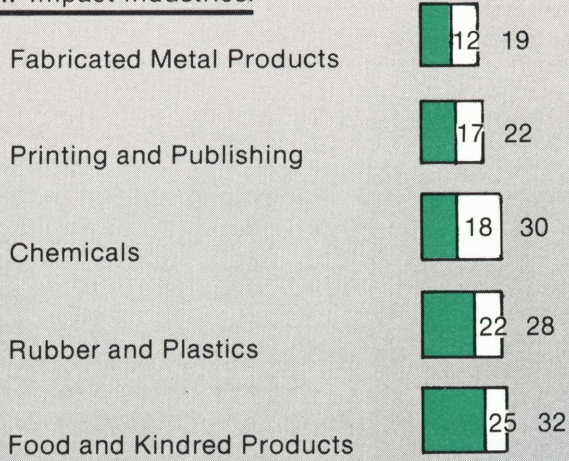 Impact Industries:
Fabricated Metal Products 12 19
Printing and Publishing 17 22
Chemicals 18 30
Rubber and Plastics 22 28
Food and Kindred Products 25 32